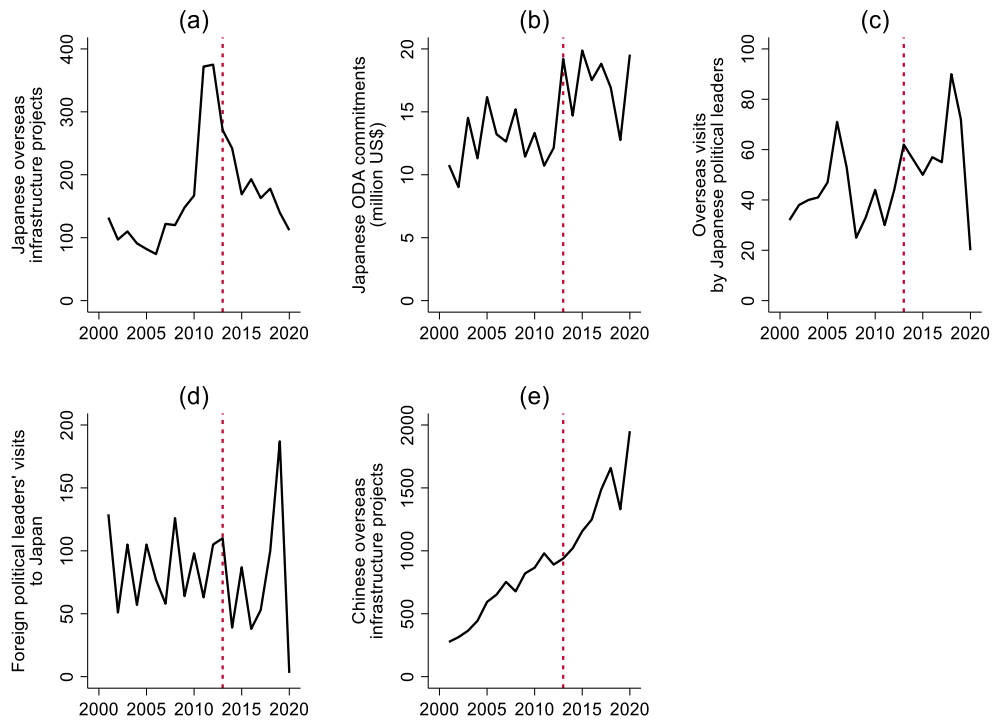 (a)
Japanese overseas
infrastructure projects
400
300
200
100
0
2000 2005 2010 2015 2020
(b)
Japanese ODA commitments
(million US$)
20
15
10
5
0
2000 2005 2010 2015 2020
(c)
Overseas visits
by Japanese political leaders
100
80
60
40
20
0
2000 2005 2010 2015 2020
(d)
Foreign political leaders' visits
to Japan
200
150
100
50
0
2000 2005 2010 2015 2020
(e)
Chinese overseas
infrastructure projects
2000
1500
1000
500
0
2000 2005 2010 2015 2020